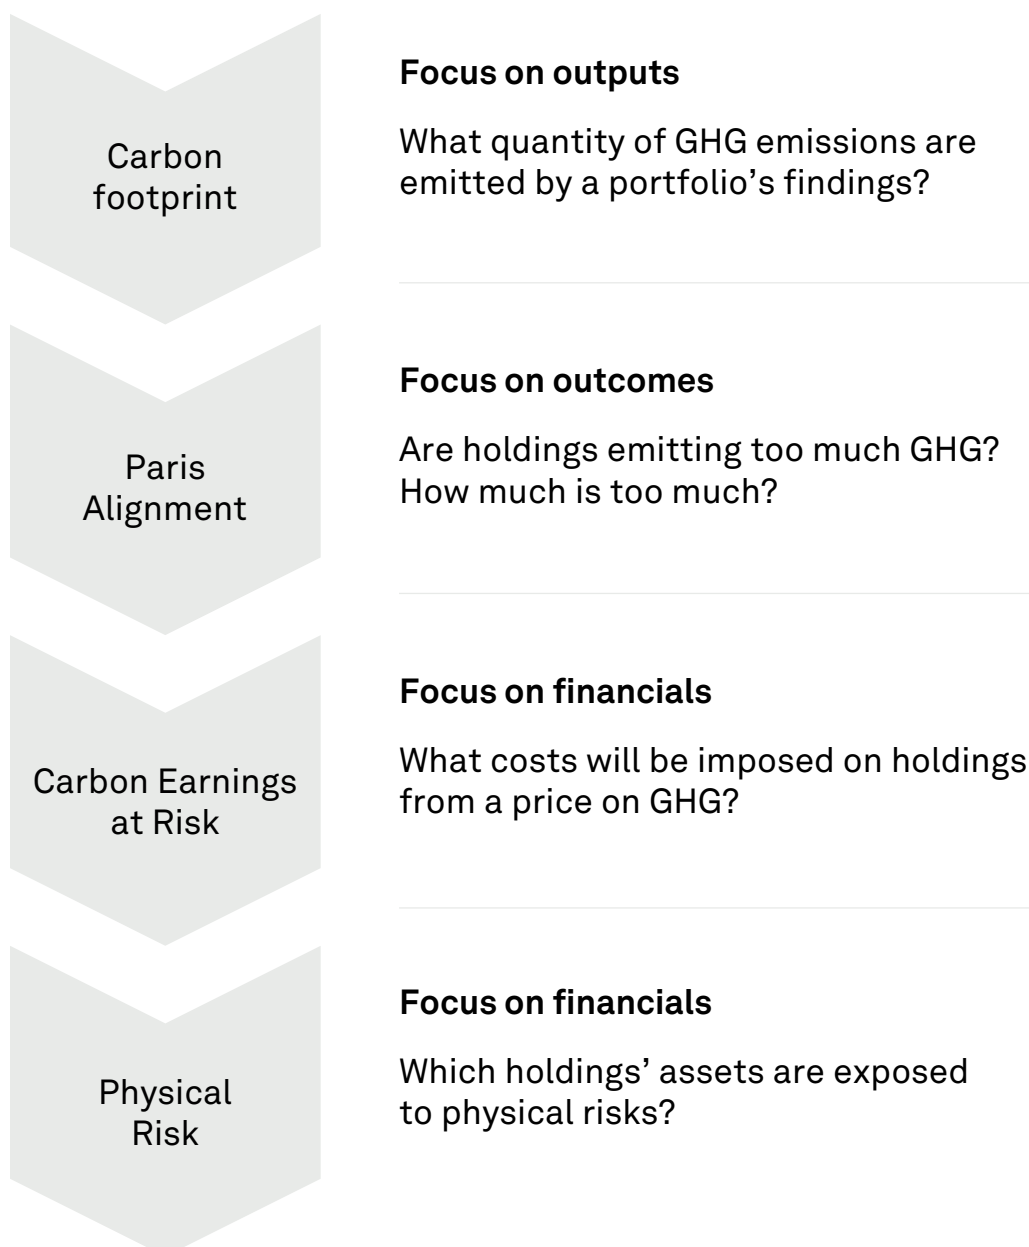 Carbon
footprint
Focus on outputs
What quantity of GHG emissions are
emitted by a portfolio’s findings?
Paris
Alignment
Focus on outcomes
Are holdings emitting too much GHG?
How much is too much?
Carbon Earnings
at Risk
Focus on financials
What costs will be imposed on holdings
from a price on GHG?
Physical
Risk
Focus on financials
Which holdings’ assets are exposed
to physical risks?